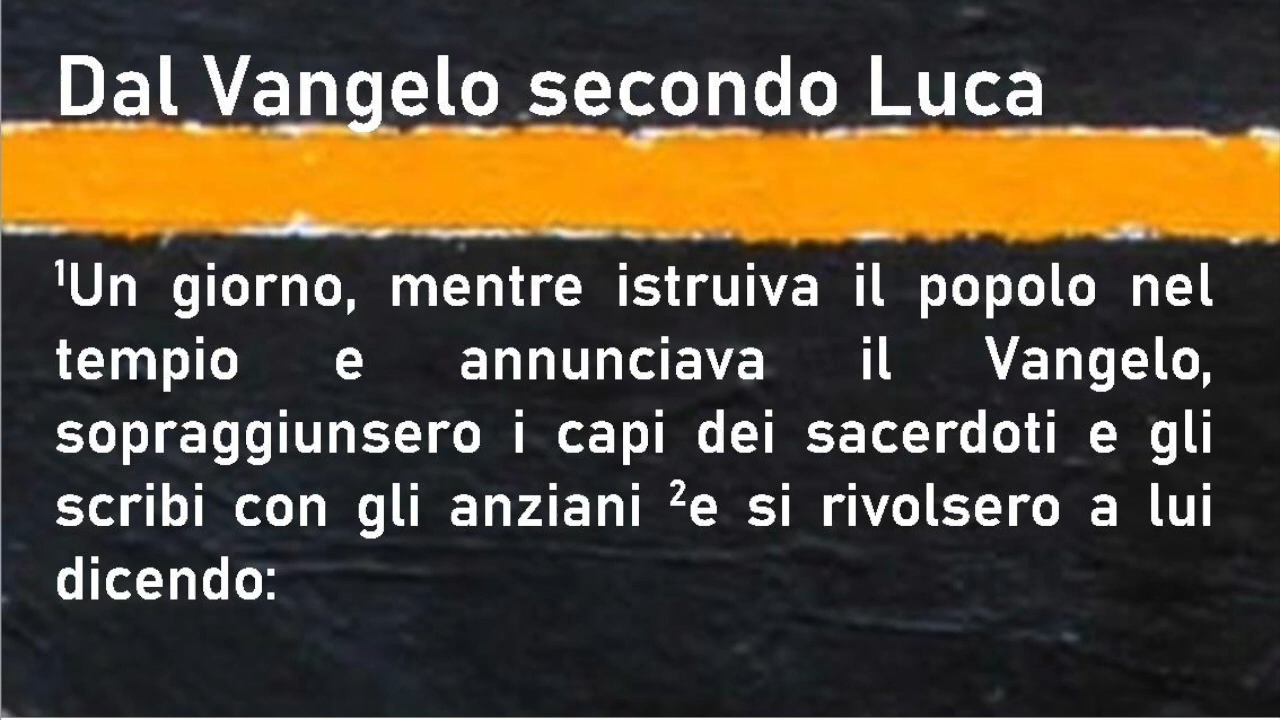 Dal Vangelo secondo Luca
¹Un giorno, mentre istruiva il popolo nel
tempio e annunciava il Vangelo,
sopraggiunsero i capi dei sacerdoti e gli
scribi con gli anziani ²e si rivolsero a lui
dicendo: